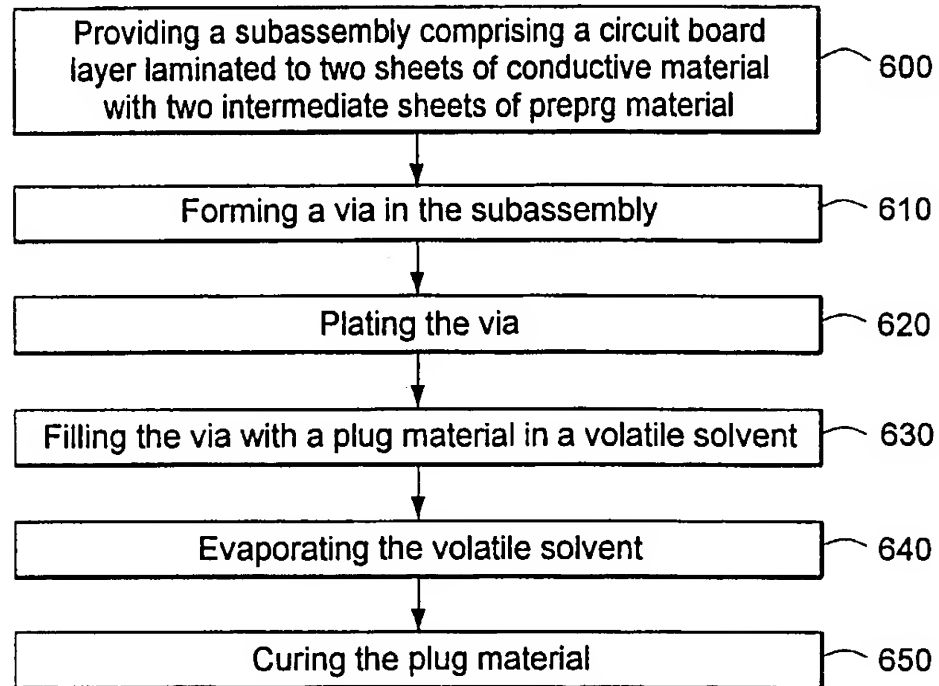 Providing a subassembly comprising a circuit board
layer laminated to two sheets of conductive material
with two intermediate sheets of preprg material
600
Forming a via in the subassembly
610
Plating the via
620
Filling the via with a plug material in a volatile solvent
630
Evaporating the volatile solvent
640
Curing the plug material
650